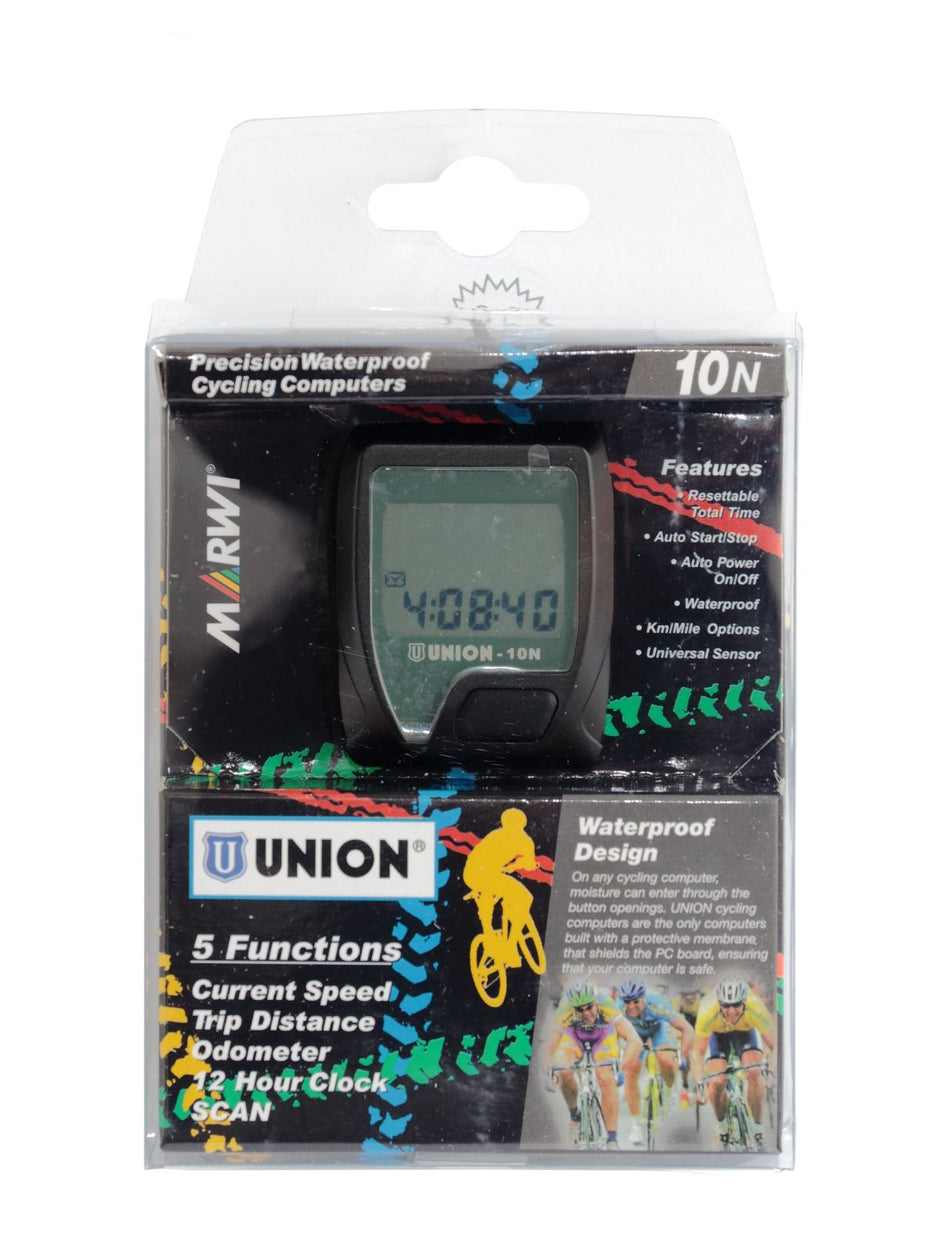 Precision Waterproof
Cycling Computers
10N
MARWI®
Features
• Resettable
Total Time
• Auto Start/Stop
• Auto Power
On/Off
• Waterproof
• Km/Mile Options
• Universal Sensor
4:08:40
U UNION - 10N
U UNION®
5 Functions
Current Speed
Trip Distance
Odometer
12 Hour Clock
SCAN
Waterproof
Design
On any cycling computer,
moisture can enter through the
button openings. UNION cycling
computers are the only computers
built with a protective membrane,
that shields the PC board, ensuring
that your computer is safe.